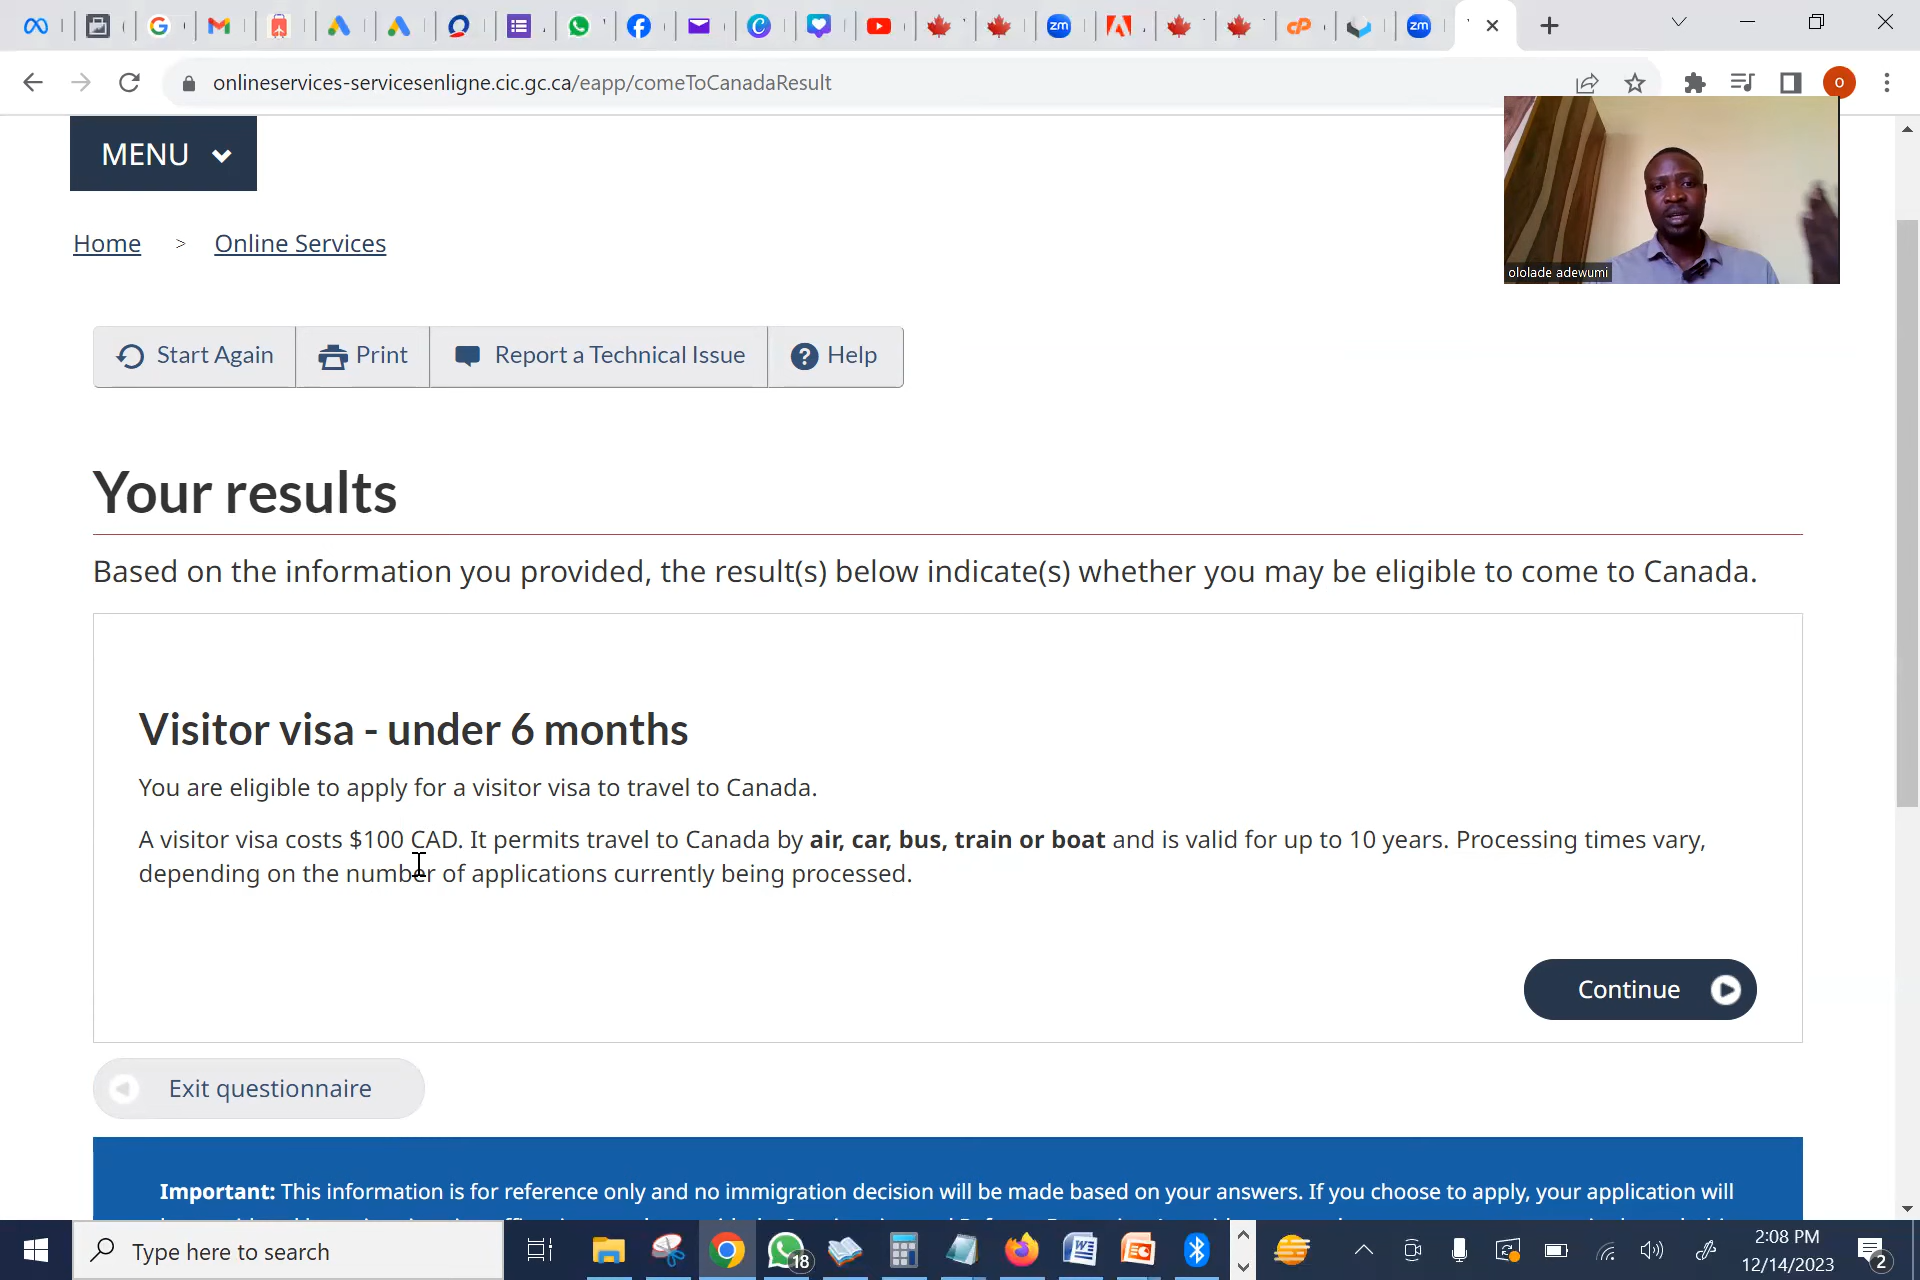 onlineservices-servicesenligne.cic.gc.ca/eapp/comeToCanadaResult
MENU
ololade adewumi
Home > Online Services
Start Again
Print
Report a Technical Issue
Help
Your results
Based on the information you provided, the result(s) below indicate(s) whether you may be eligible to come to Canada.
Visitor visa - under 6 months
You are eligible to apply for a visitor visa to travel to Canada.
A visitor visa costs $100 CAD. It permits travel to Canada by air, car, bus, train or boat and is valid for up to 10 years. Processing times vary,
depending on the number of applications currently being processed.
Continue
Exit questionnaire
Important: This information is for reference only and no immigration decision will be made based on your answers. If you choose to apply, your application will
Type here to search
18
2:08 PM
12/14/2023
2